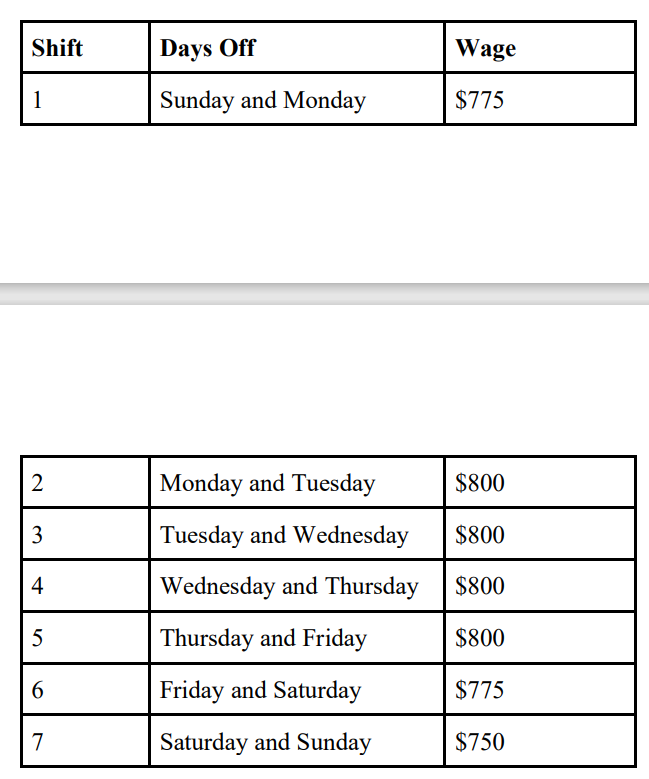 Shift Days Off Wage
1 Sunday and Monday $775
2 Monday and Tuesday $800
3 Tuesday and Wednesday $800
4 Wednesday and Thursday $800
5 Thursday and Friday $800
6 Friday and Saturday $775
7 Saturday and Sunday $750